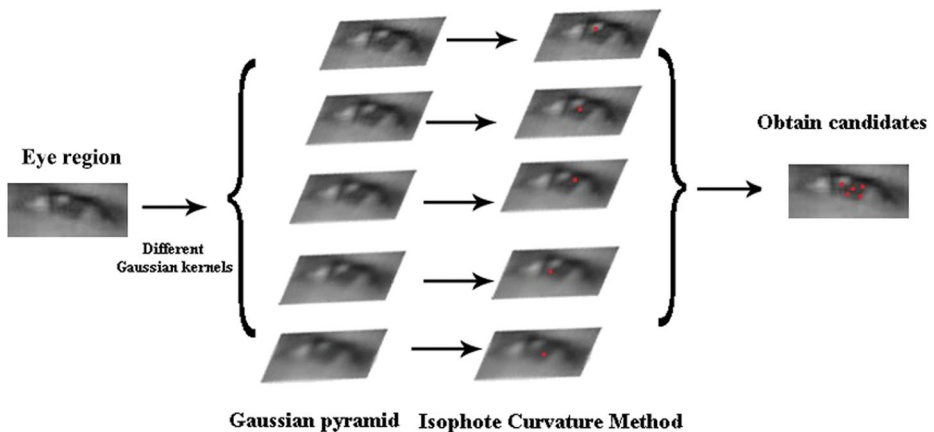 Eye region
Different
Gaussian kernels
Obtain candidates
Gaussian pyramid
Isophote Curvature Method